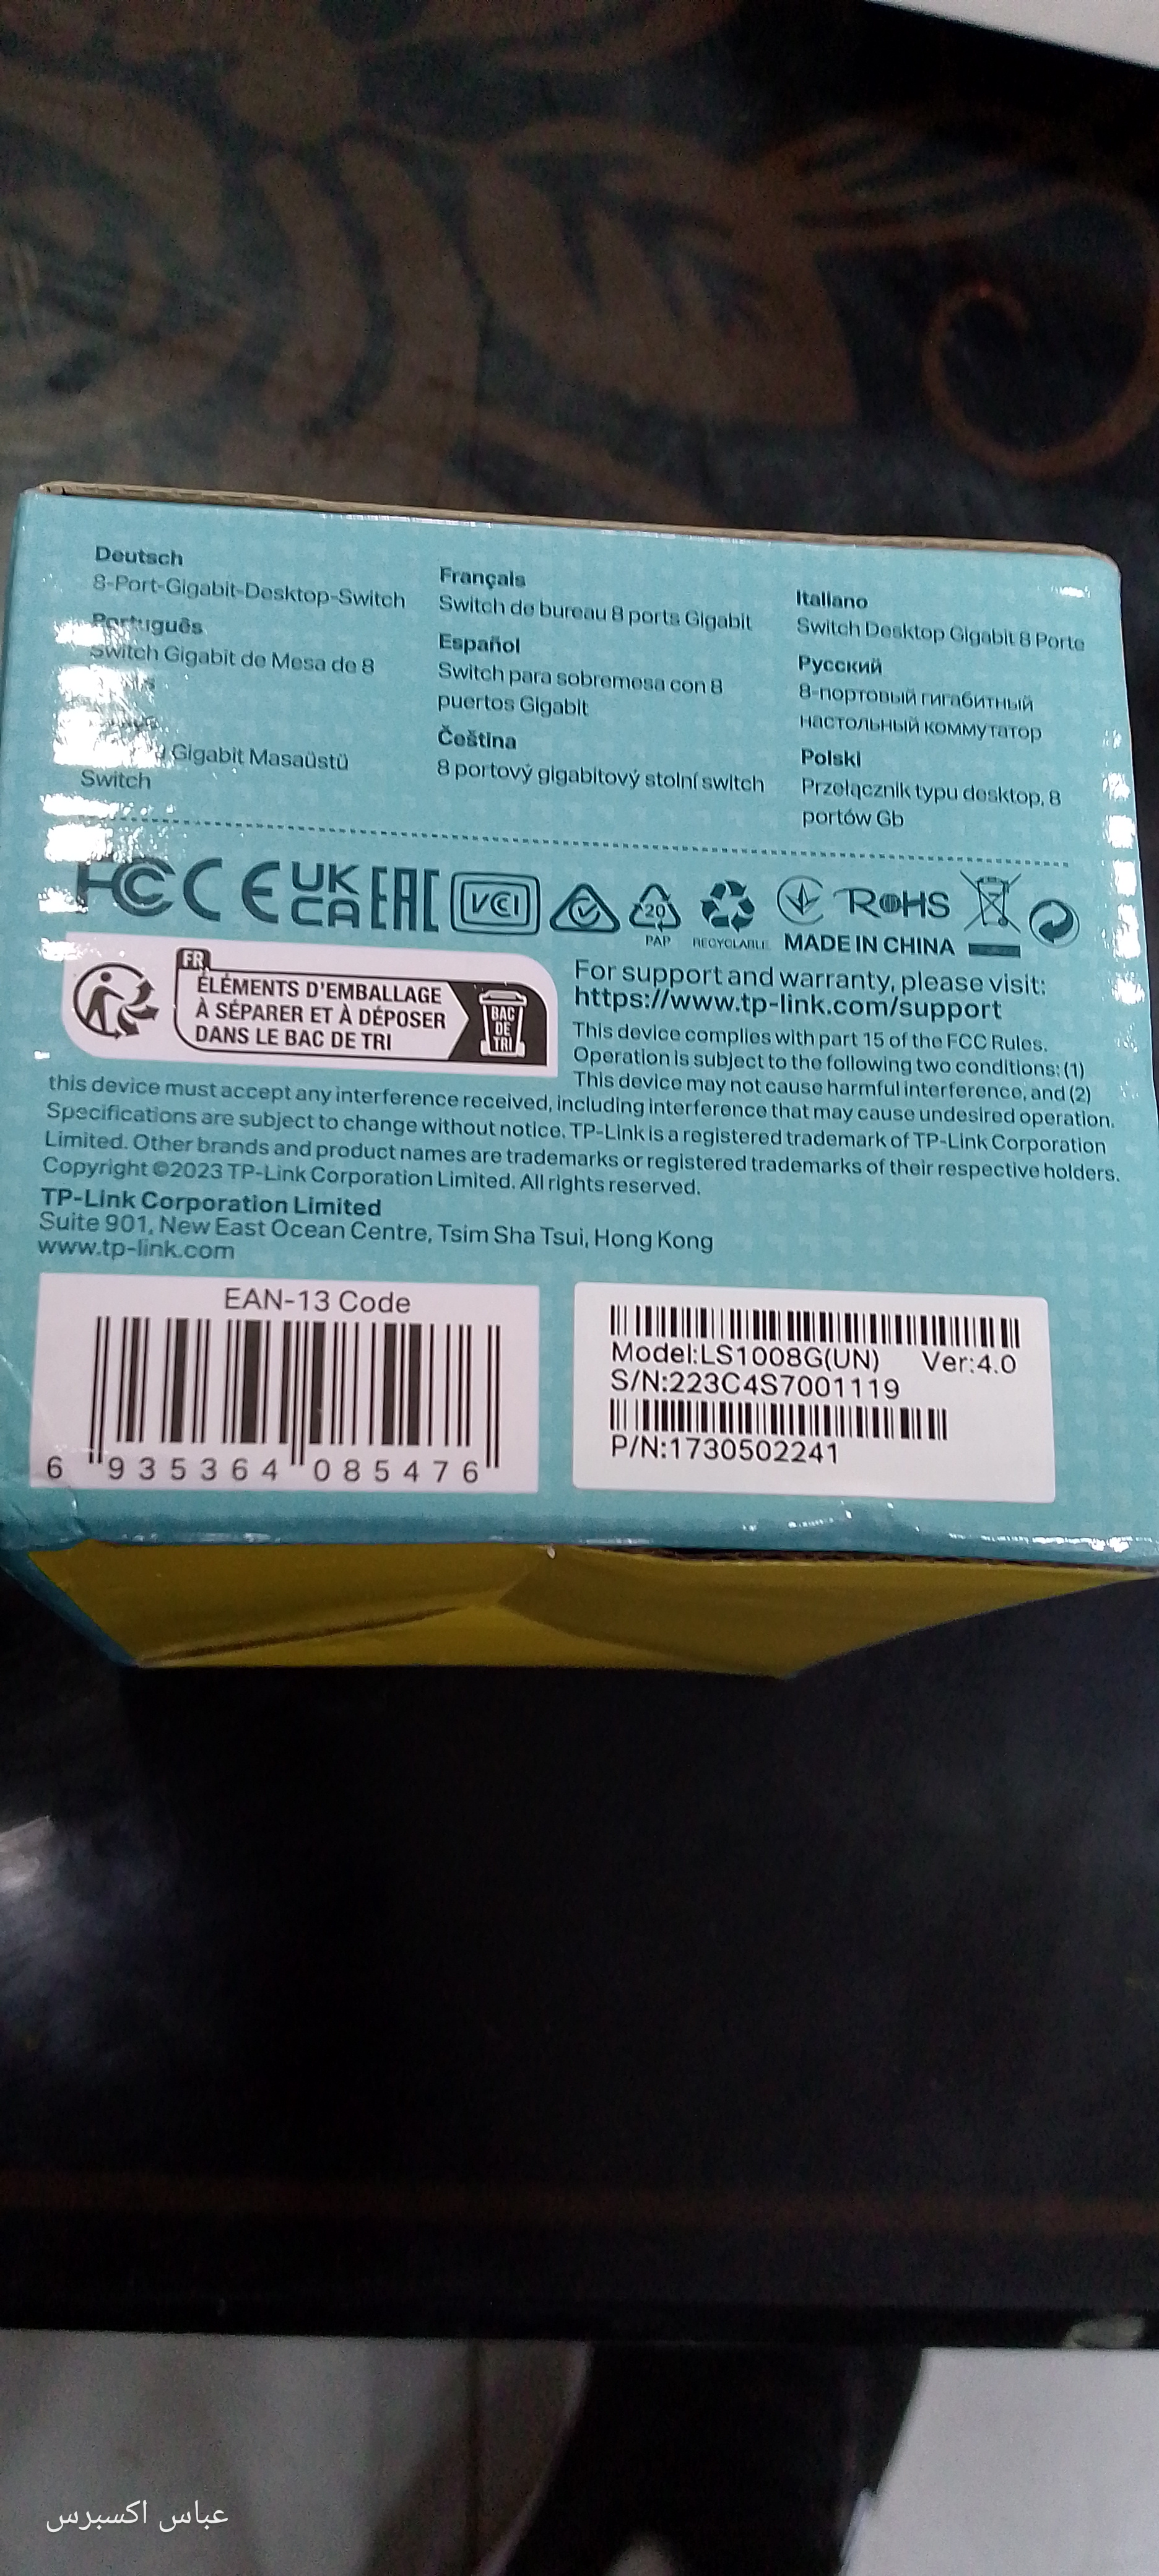 Deutsch
8-Port-Gigabit-Desktop-Switch
Português
Switch Gigabit de Mesa de 8
Gigabit Masaüstü
Switch
Français
Switch de bureau 8 ports Gigabit
Español
Switch para sobremesa con 8
puertos Gigabit
Čeština
8 portový gigabitový stolní switch
Italiano
Switch Desktop Gigabit 8 Porte
Русский
8-портовый гигабитный
настольный коммутатор
Polski
Przełącznik typu desktop, 8
portów Gb
FC CE UK CA EAC VCCI 20 PAP RECYCLABLE RoHS
MADE IN CHINA
FR
ÉLÉMENTS D'EMBALLAGE
À SÉPARER ET À DÉPOSER
DANS LE BAC DE TRI
BAC
DE
TRI
For support and warranty, please visit:
https://www.tp-link.com/support
This device complies with part 15 of the FCC Rules.
Operation is subject to the following two conditions: (1)
This device may not cause harmful interference, and (2)
this device must accept any interference received, including interference that may cause undesired operation.
Specifications are subject to change without notice. TP-Link is a registered trademark of TP-Link Corporation
Limited. Other brands and product names are trademarks or registered trademarks of their respective holders.
Copyright ©2023 TP-Link Corporation Limited. All rights reserved.
TP-Link Corporation Limited
Suite 901, New East Ocean Centre, Tsim Sha Tsui, Hong Kong
www.tp-link.com
EAN-13 Code
6 935364 085476
Model:LS1008G(UN) Ver:4.0
S/N:223C4S7001119
P/N:1730502241
عباس اكسبرس